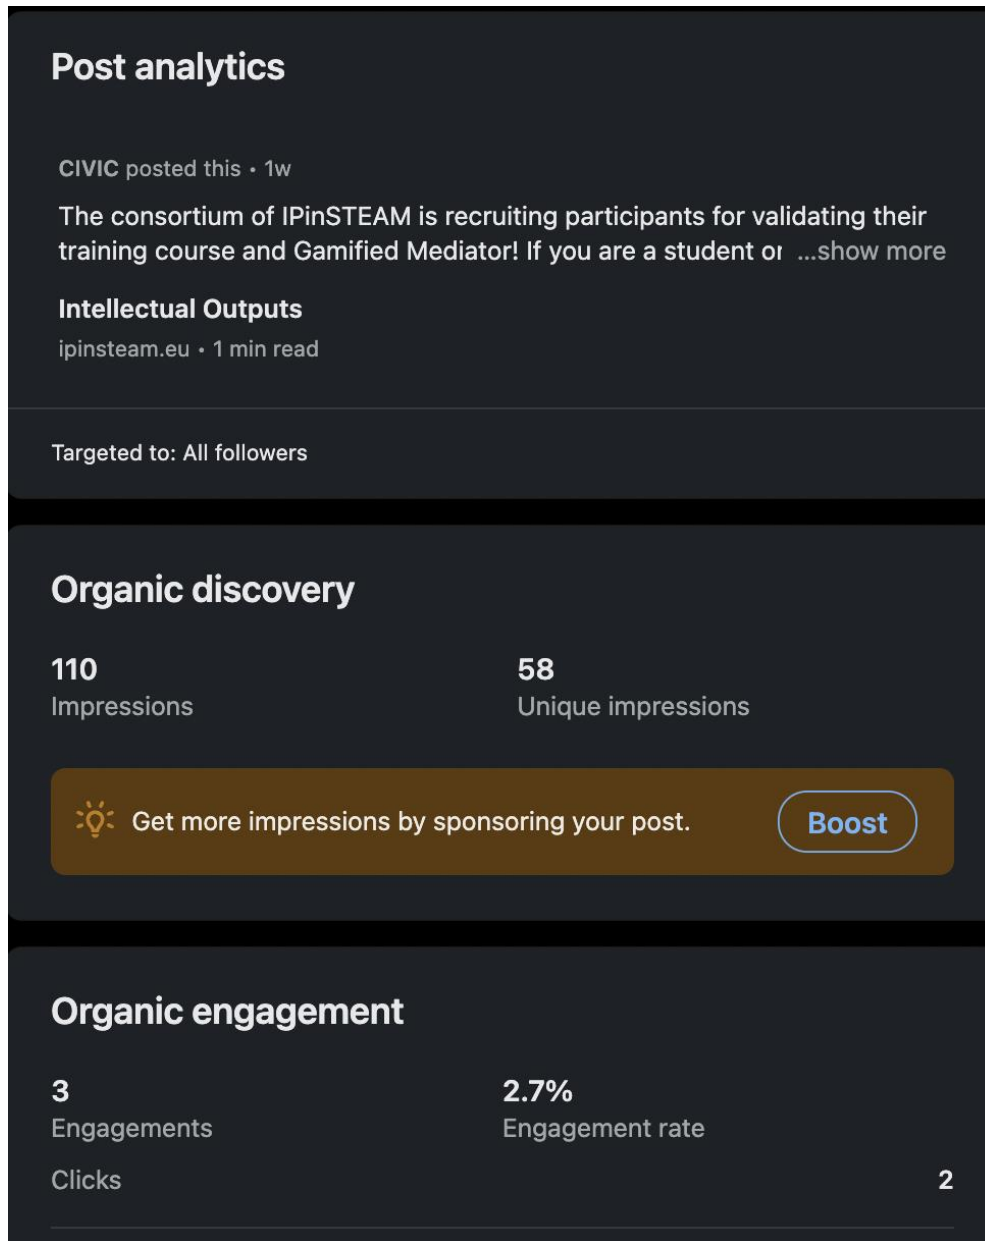 Post analytics
CIVIC posted this • 1w
The consortium of IPinSTEAM is recruiting participants for validating their
training course and Gamified Mediator! If you are a student or ...show more
Intellectual Outputs
ipinsteam.eu • 1 min read
Targeted to: All followers
Organic discovery
110 58
Impressions Unique impressions
Get more impressions by sponsoring your post. Boost
Organic engagement
3 2.7%
Engagements Engagement rate
Clicks 2